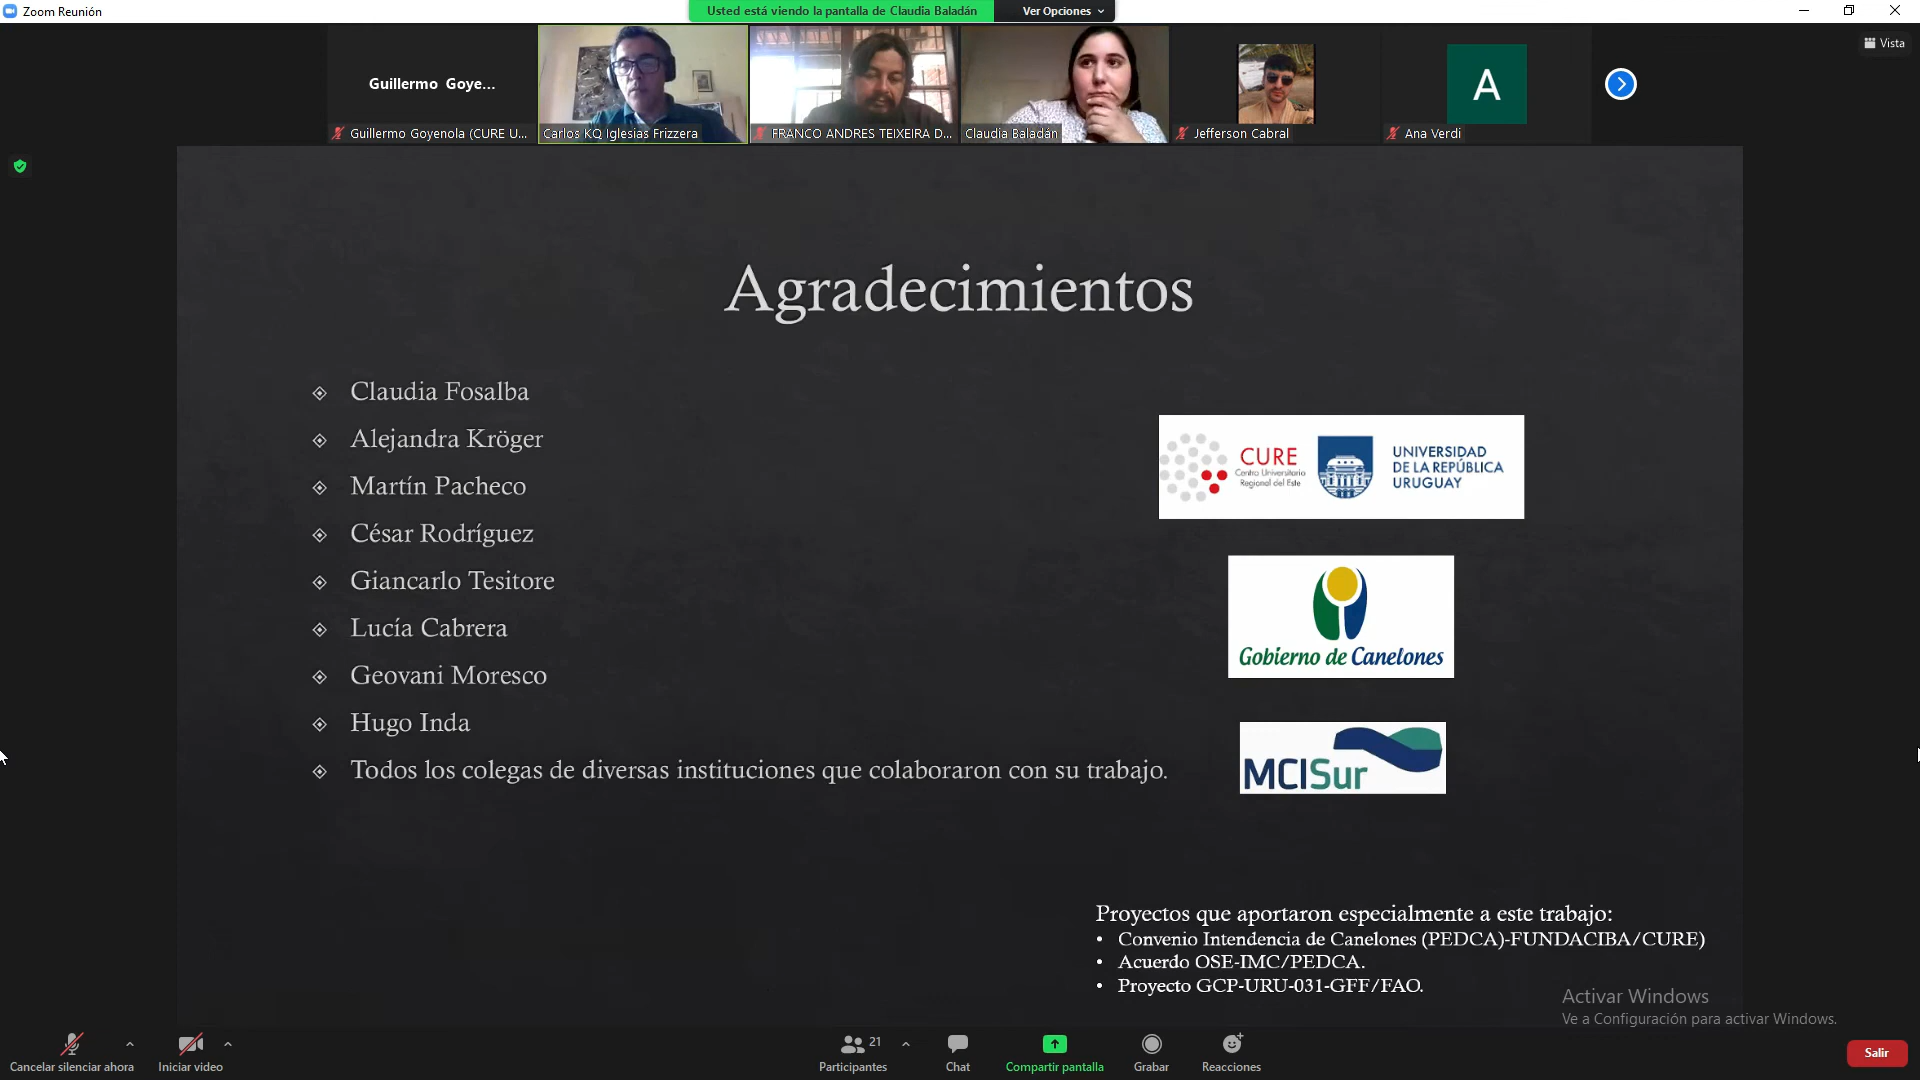 Zoom Reunión
Usted está viendo la pantalla de Claudia Baladán
Ver Opciones
Vista
Guillermo Goye...
Guillermo Goyenola (CURE U...
Carlos KQ Iglesias Frizzera
FRANCO ANDRES TEIXEIRA D...
Claudia Baladán
Jefferson Cabral
A
Ana Verdi
Agradecimientos
Claudia Fosalba
Alejandra Kröger
Martín Pacheco
César Rodríguez
Giancarlo Tesitore
Lucía Cabrera
Geovani Moresco
Hugo Inda
Todos los colegas de diversas instituciones que colaboraron con su trabajo.
CURE
Centro Universitario
Regional del Este
UNIVERSIDAD
DE LA REPÚBLICA
URUGUAY
Gobierno de Canelones
MCISur
Proyectos que aportaron especialmente a este trabajo:
• Convenio Intendencia de Canelones (PEDCA)-FUNDACIBA/CURE)
• Acuerdo OSE-IMC/PEDCA.
• Proyecto GCP-URU-031-GFF/FAO.
Activar Windows
Ve a Configuración para activar Windows.
Cancelar silenciar ahora
Iniciar video
21
Participantes
Chat
Compartir pantalla
Grabar
Reacciones
Salir